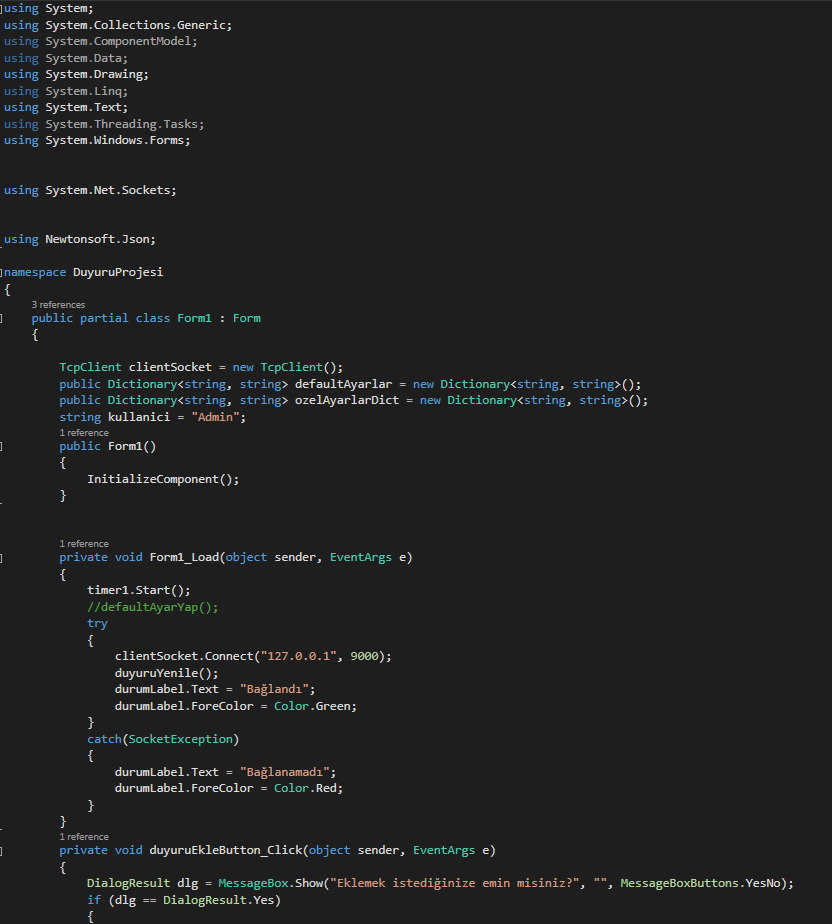 using System;
using System.Collections.Generic;
using System.ComponentModel;
using System.Data;
using System.Drawing;
using System.Linq;
using System.Text;
using System.Threading.Tasks;
using System.Windows.Forms;
using System.Net.Sockets;
using Newtonsoft.Json;
namespace DuyuruProjesi
{
3 references
public partial class Form1 : Form
{
TcpClient clientSocket = new TcpClient();
public Dictionary<string, string> defaultAyarlar = new Dictionary<string, string>();
public Dictionary<string, string> ozelAyarlarDict = new Dictionary<string, string>();
string kullanici = "Admin";
1 reference
public Form1()
{
InitializeComponent();
}
1 reference
private void Form1_Load(object sender, EventArgs e)
{
timer1.Start();
//defaultAyarYap();
try
{
clientSocket.Connect("127.0.0.1", 9000);
duyuruYenile();
durumLabel.Text = "Bağlandı";
durumLabel.ForeColor = Color.Green;
}
catch(SocketException)
{
durumLabel.Text = "Bağlanamadı";
durumLabel.ForeColor = Color.Red;
}
}
1 reference
private void duyuruEkleButton_Click(object sender, EventArgs e)
{
DialogResult dlg = MessageBox.Show("Eklemek istediğinize emin misiniz?", "", MessageBoxButtons.YesNo);
if (dlg == DialogResult.Yes)
{